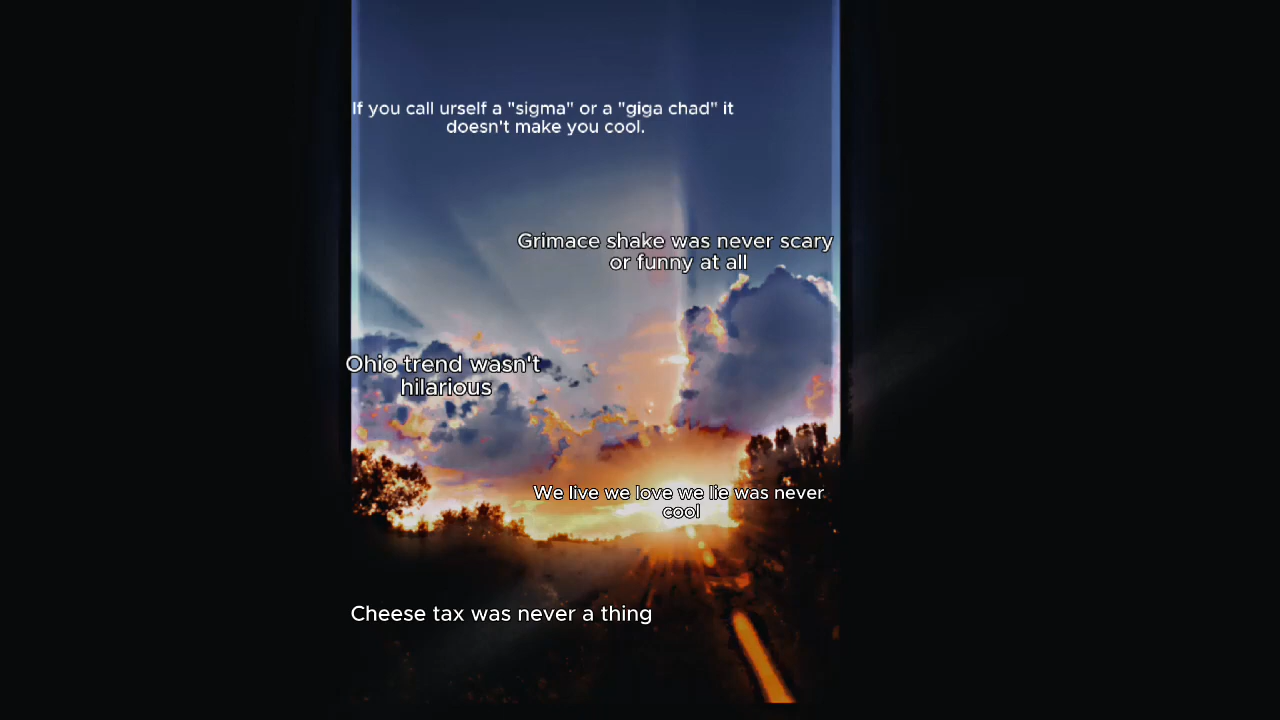 If you call urself a "sigma" or a "giga chad" it
doesn't make you cool.
Grimace shake was never scary
or funny at all
Ohio trend wasn't
hilarious
We live we love we lie was never
cool
Cheese tax was never a thing